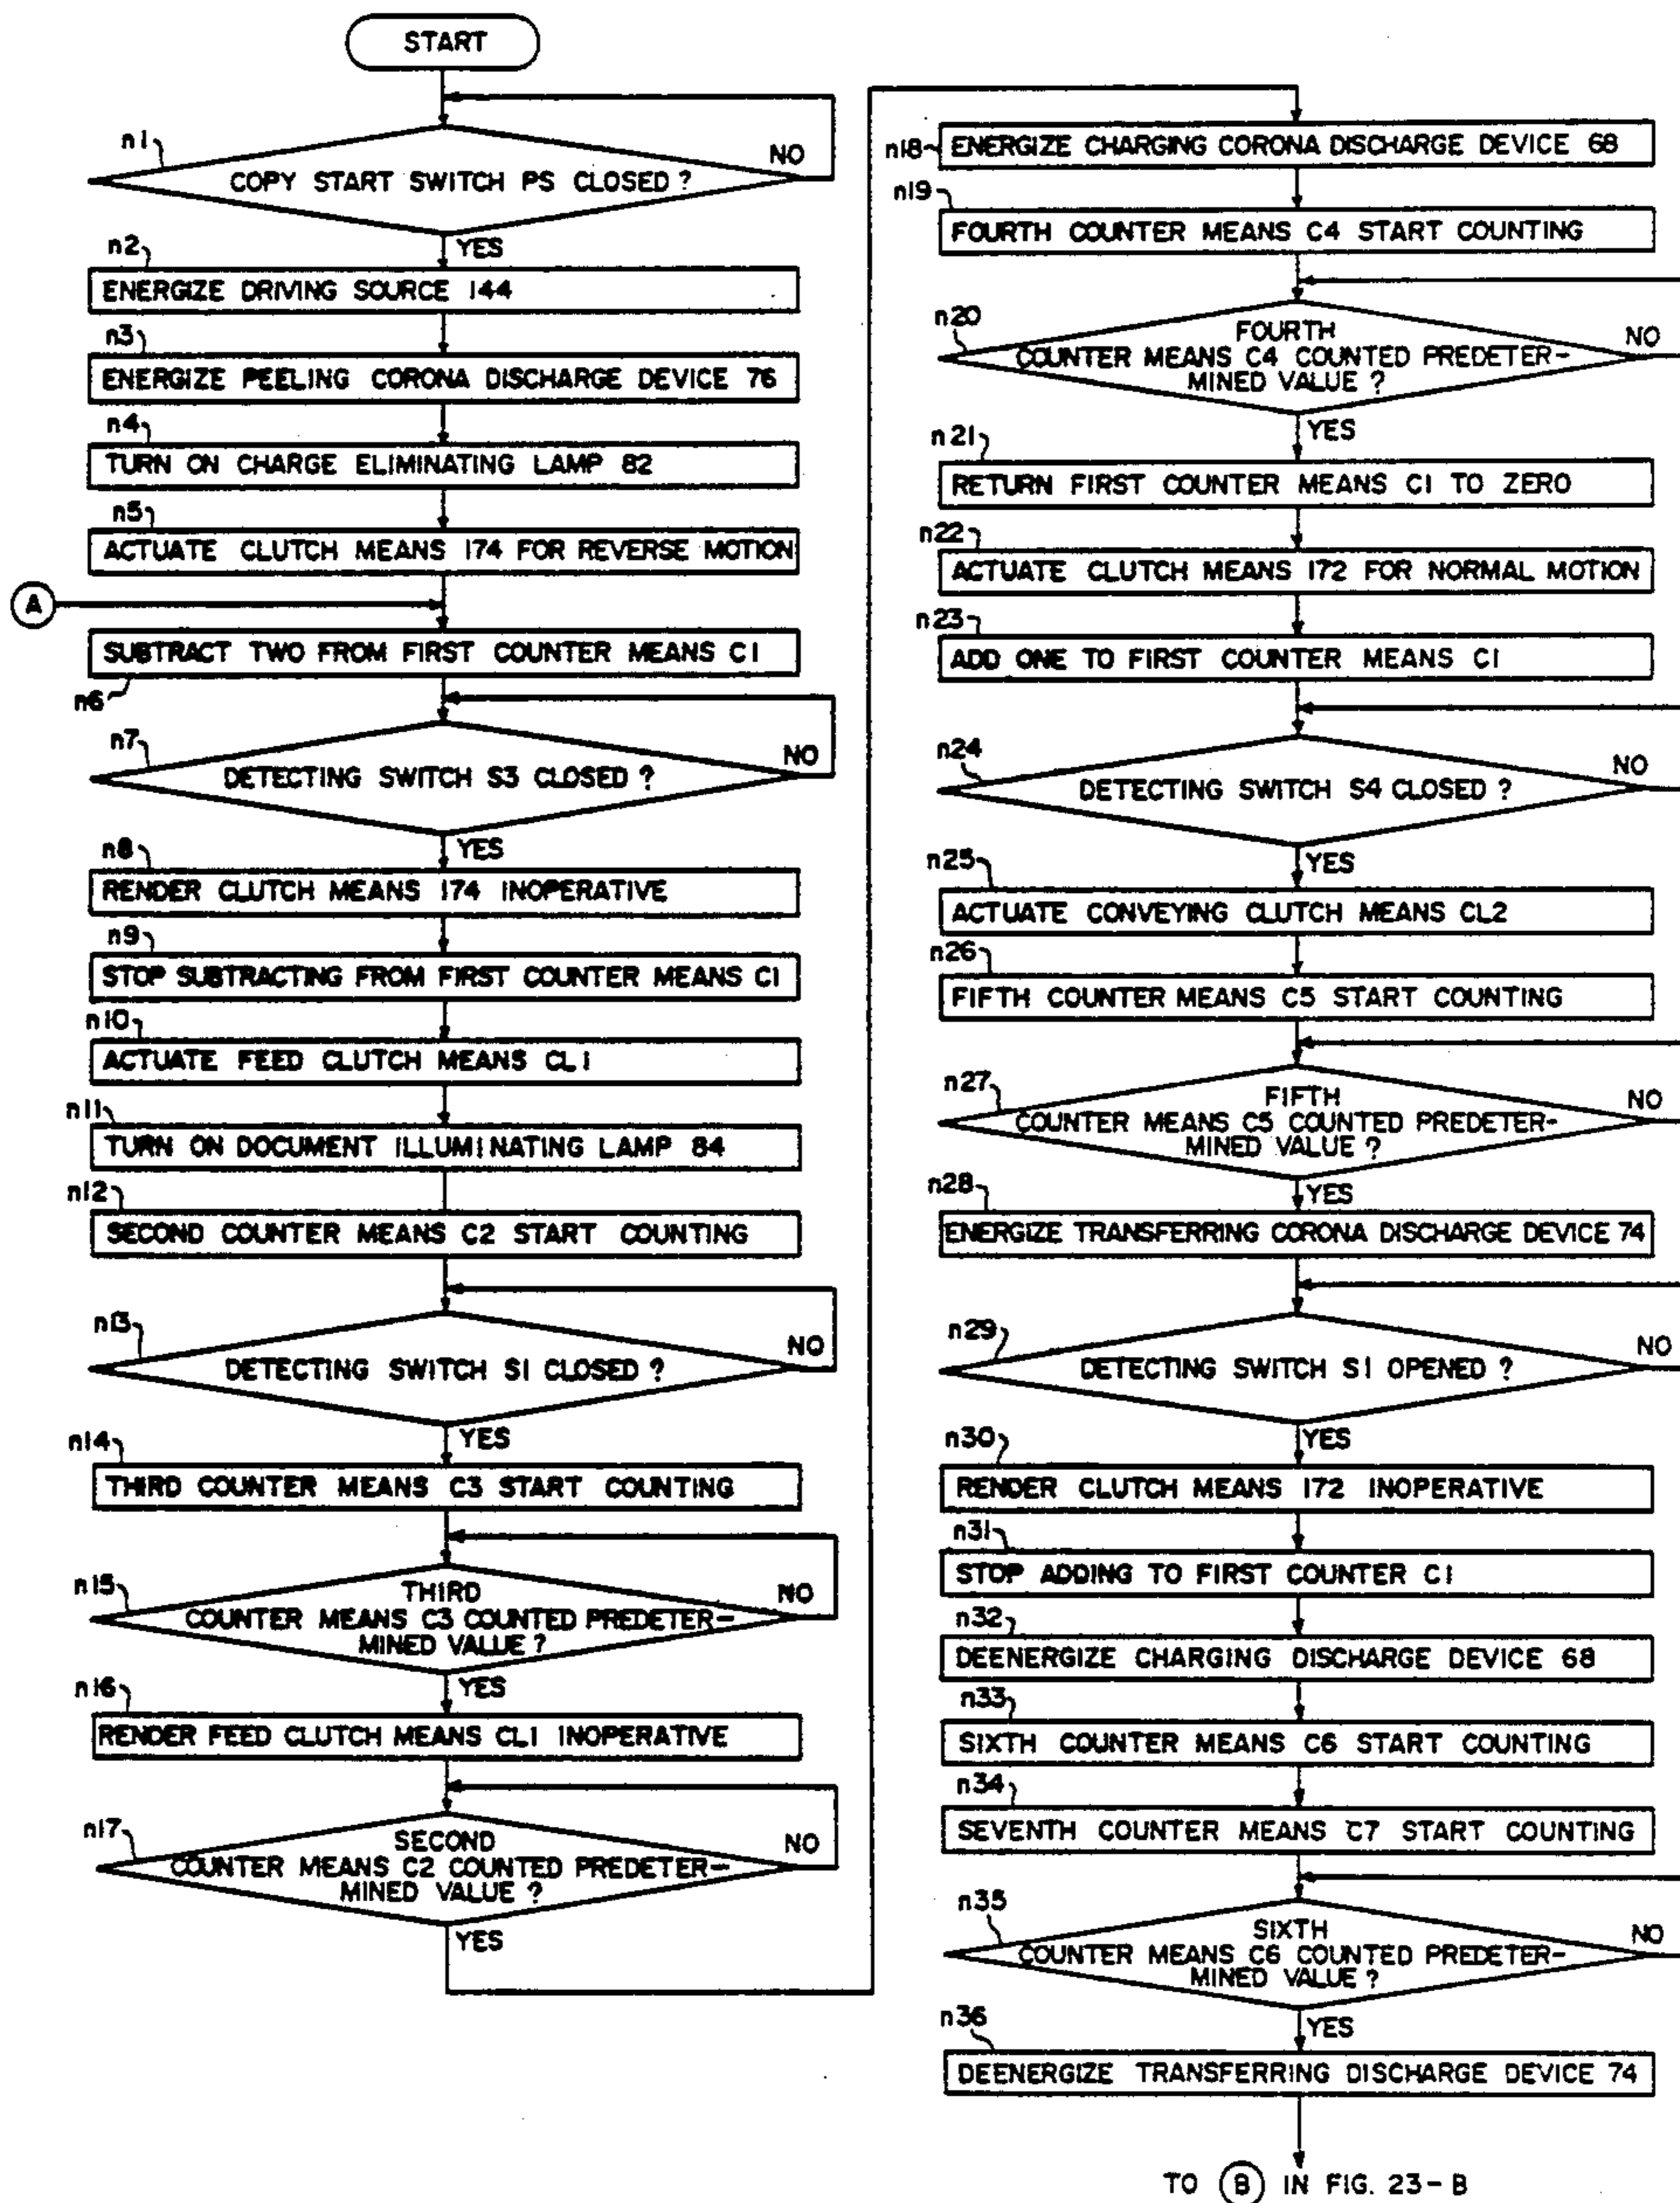 START
n1
COPY START SWITCH PS CLOSED ?
NO
YES
n2
ENERGIZE DRIVING SOURCE 144
n3
ENERGIZE PEELING CORONA DISCHARGE DEVICE 76
n4
TURN ON CHARGE ELIMINATING LAMP 82
n5
ACTUATE CLUTCH MEANS 174 FOR REVERSE MOTION
A
SUBTRACT TWO FROM FIRST COUNTER MEANS C1
n6
n7
DETECTING SWITCH S3 CLOSED ?
NO
YES
n8
RENDER CLUTCH MEANS 174 INOPERATIVE
n9
STOP SUBTRACTING FROM FIRST COUNTER MEANS C1
n10
ACTUATE FEED CLUTCH MEANS CL1
n11
TURN ON DOCUMENT ILLUMINATING LAMP 84
n12
SECOND COUNTER MEANS C2 START COUNTING
n13
DETECTING SWITCH S1 CLOSED ?
NO
YES
n14
THIRD COUNTER MEANS C3 START COUNTING
n15
THIRD
COUNTER MEANS C3 COUNTED PREDETER-
MINED VALUE ?
NO
YES
n16
RENDER FEED CLUTCH MEANS CL1 INOPERATIVE
n17
SECOND
COUNTER MEANS C2 COUNTED PREDETER-
MINED VALUE ?
NO
YES
n18
ENERGIZE CHARGING CORONA DISCHARGE DEVICE 68
n19
FOURTH COUNTER MEANS C4 START COUNTING
n20
FOURTH
COUNTER MEANS C4 COUNTED PREDETER-
MINED VALUE ?
NO
YES
n21
RETURN FIRST COUNTER MEANS C1 TO ZERO
n22
ACTUATE CLUTCH MEANS 172 FOR NORMAL MOTION
n23
ADD ONE TO FIRST COUNTER MEANS C1
n24
DETECTING SWITCH S4 CLOSED ?
NO
YES
n25
ACTUATE CONVEYING CLUTCH MEANS CL2
n26
FIFTH COUNTER MEANS C5 START COUNTING
n27
FIFTH
COUNTER MEANS C5 COUNTED PREDETER-
MINED VALUE ?
NO
YES
n28
ENERGIZE TRANSFERRING CORONA DISCHARGE DEVICE 74
n29
DETECTING SWITCH S1 OPENED ?
NO
YES
n30
RENDER CLUTCH MEANS 172 INOPERATIVE
n31
STOP ADDING TO FIRST COUNTER C1
n32
DEENERGIZE CHARGING DISCHARGE DEVICE 68
n33
SIXTH COUNTER MEANS C6 START COUNTING
n34
SEVENTH COUNTER MEANS C7 START COUNTING
n35
SIXTH
COUNTER MEANS C6 COUNTED PREDETER-
MINED VALUE ?
NO
YES
n36
DEENERGIZE TRANSFERRING DISCHARGE DEVICE 74
TO B IN FIG. 23-B